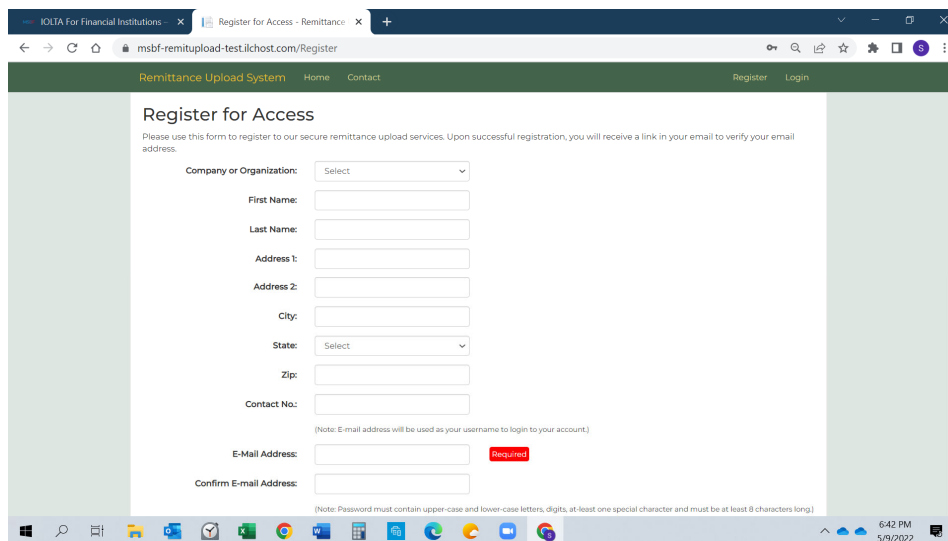 IOLTA For Financial Institutions –
Register for Access - Remittance
msbf-remitupload-test.ilchost.com/Register
S
Remittance Upload System Home Contact Register Login
Register for Access
Please use this form to register to our secure remittance upload services. Upon successful registration, you will receive a link in your email to verify your email
address.
Company or Organization: Select
First Name:
Last Name:
Address 1:
Address 2:
City:
State: Select
Zip:
Contact No.:
(Note: E-mail address will be used as your username to login to your account.)
E-Mail Address: Required
Confirm E-mail Address:
(Note: Password must contain upper-case and lower-case letters, digits, at-least one special character and must be at least 8 characters long.)
6:42 PM
5/9/2022